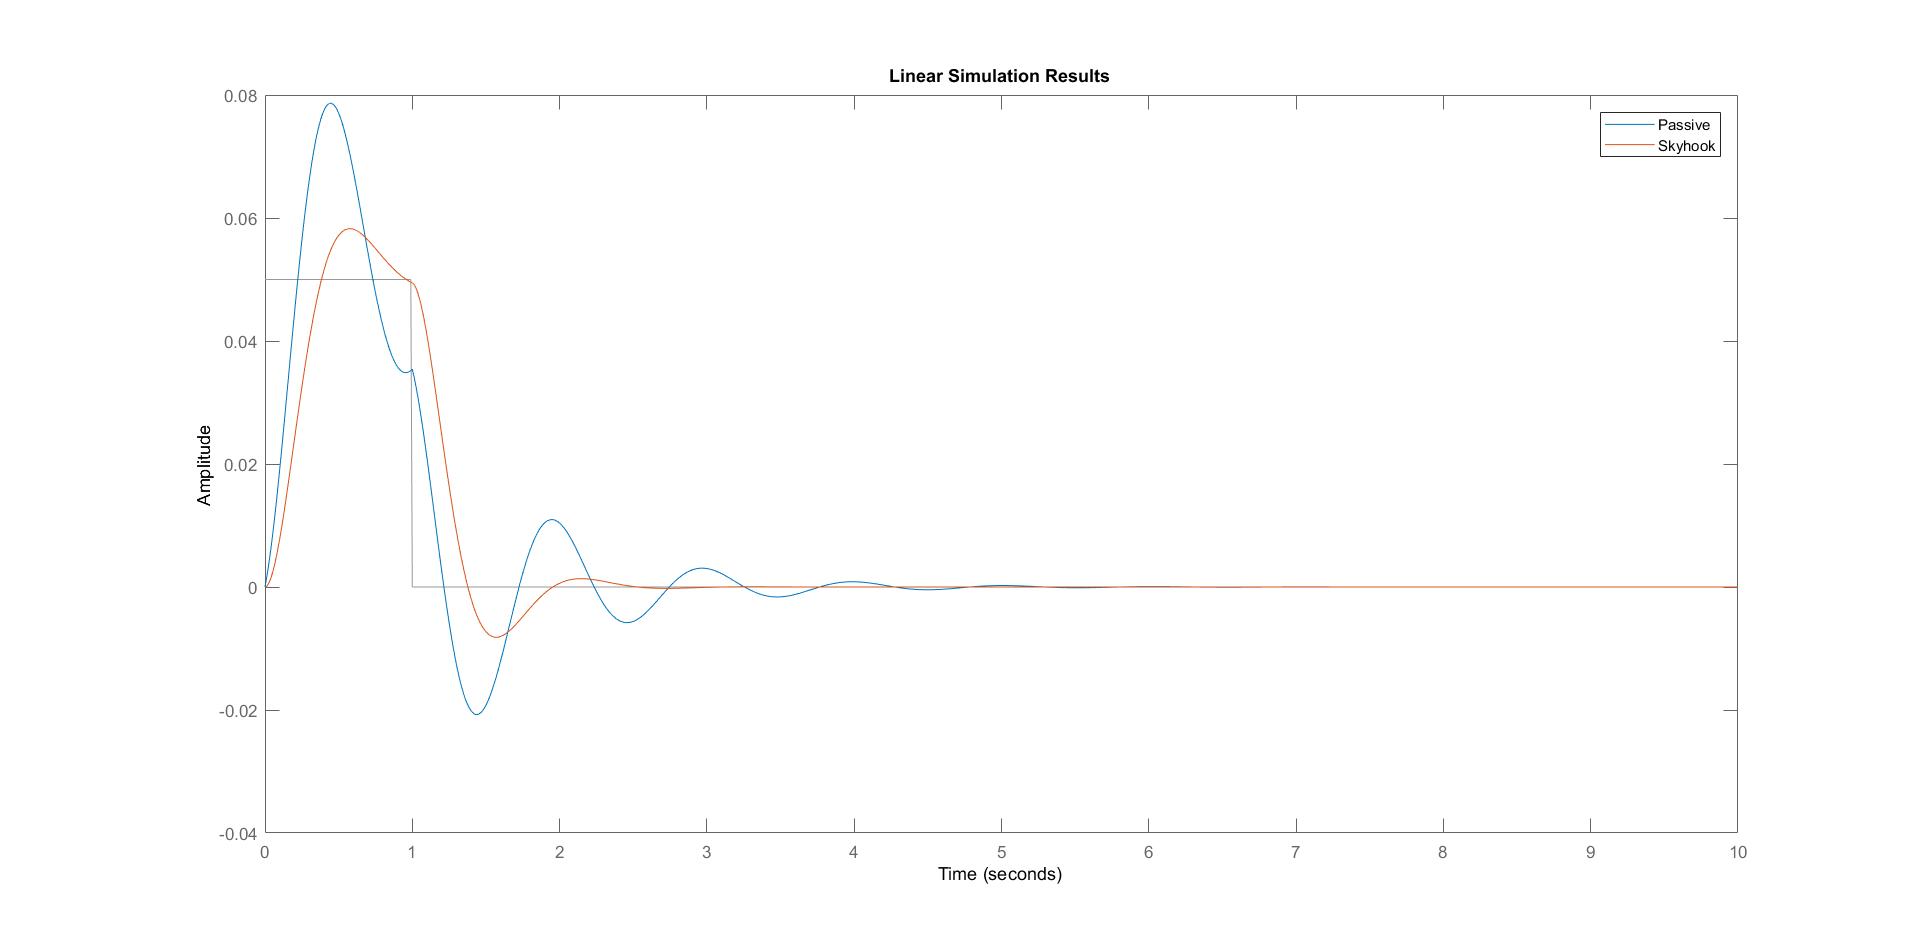 Linear Simulation Results
Passive
Skyhook
0.08
0.06
0.04
0.02
0
-0.02
-0.04
Amplitude
0 1 2 3 4 5 6 7 8 9 10
Time (seconds)